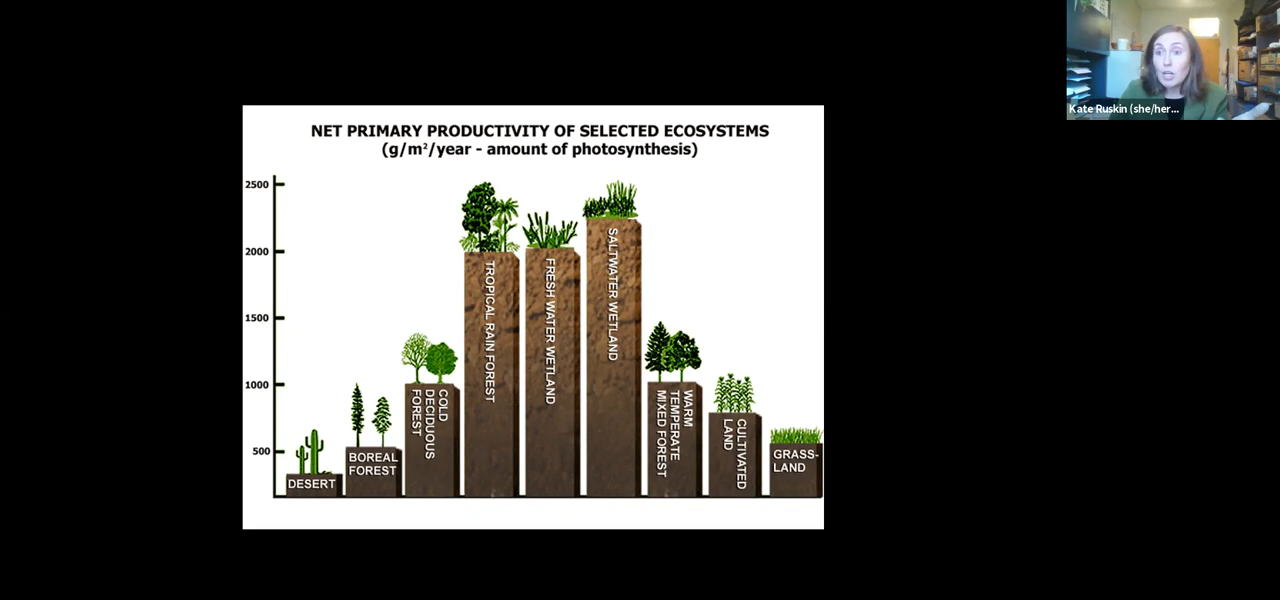 Kate Ruskin (she/her...
NET PRIMARY PRODUCTIVITY OF SELECTED ECOSYSTEMS
(g/m²/year - amount of photosynthesis)
2500
2000
1500
1000
500
DESERT
BOREAL
FOREST
COLD
DECIDUOUS
FOREST
TROPICAL RAIN FOREST
FRESH WATER WETLAND
SALTWATER WETLAND
WARM
TEMPERATE
MIXED FOREST
CULTIVATED
LAND
GRASS-
LAND